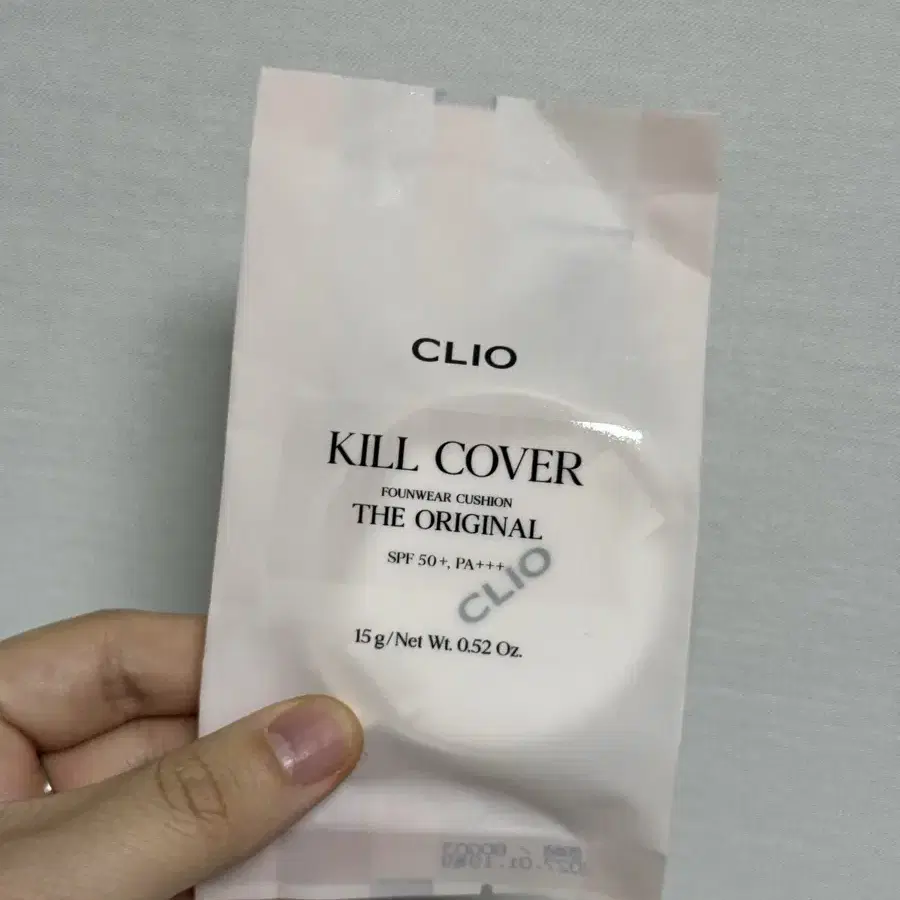 CLIO
KILL COVER
FOUNWEAR CUSHION
THE ORIGINAL
SPF 50+, PA+++
CLIO
15 g/Net Wt. 0.52 Oz.